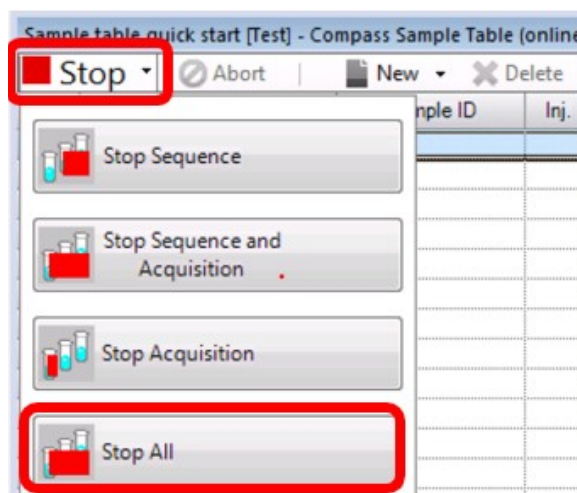 Sample table quick start [Test] - Compass Sample Table (online
Stop Abort New Delete
mple ID Inj.
Stop Sequence
Stop Sequence and
Acquisition
Stop Acquisition
Stop All